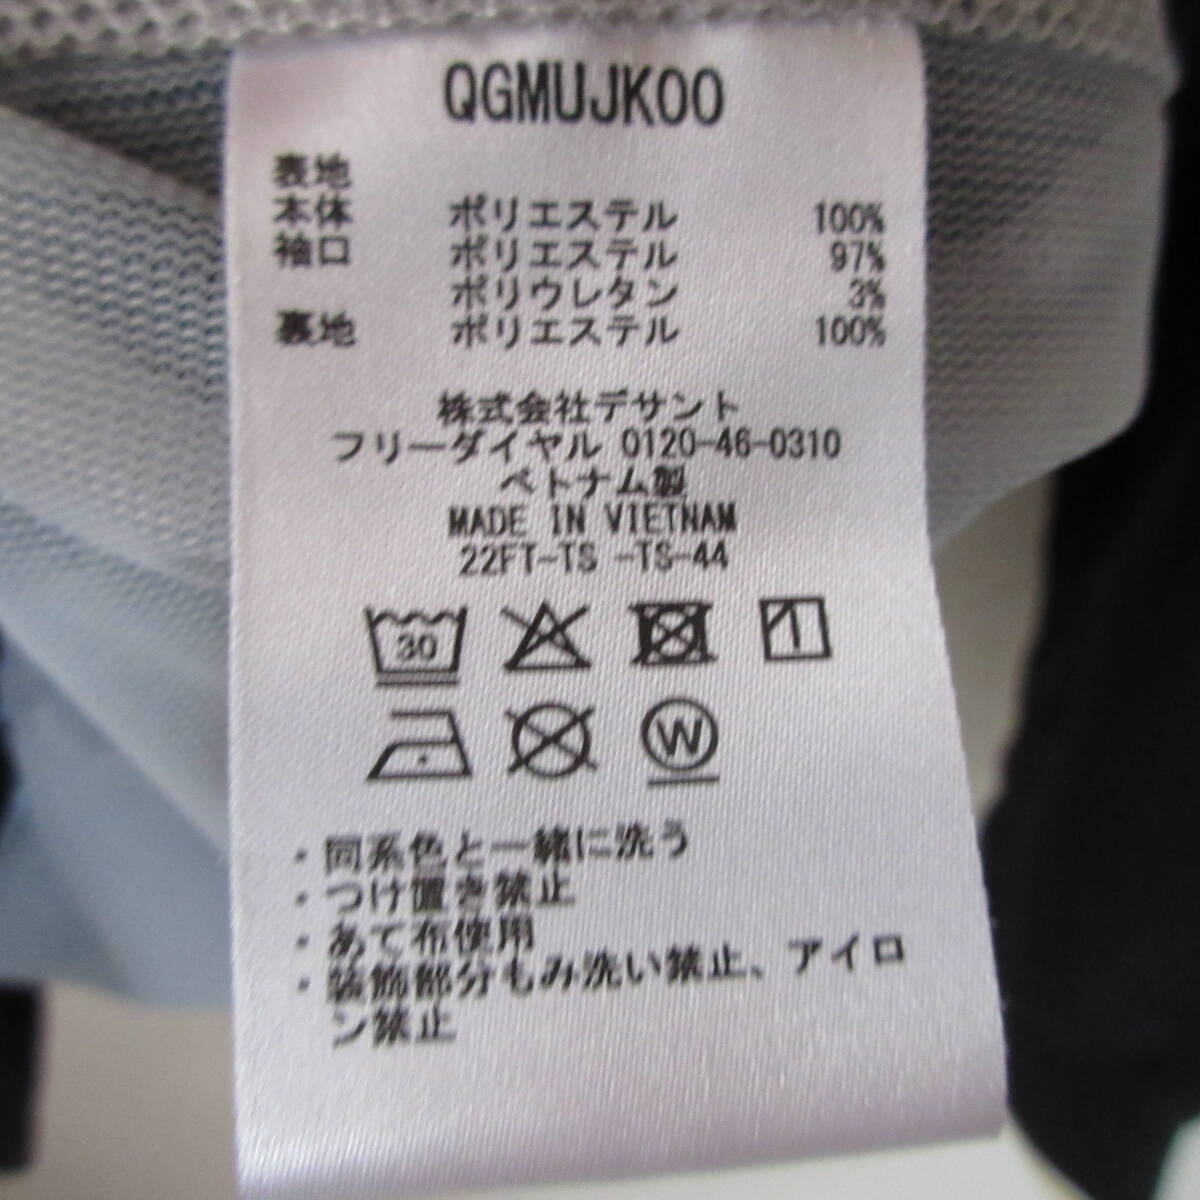 QGMUJK00
表地
本体 ポリエステル 100%
袖口 ポリエステル 97%
ポリウレタン 3%
裏地 ポリエステル 100%
株式会社デサント
フリーダイヤル 0120-46-0310
ベトナム製
MADE IN VIETNAM
22FT-TS -TS-44
30
W
・同系色と一緒に洗う
・つけ置き禁止
・あて布使用
・装飾部分もみ洗い禁止、アイロ
ン禁止